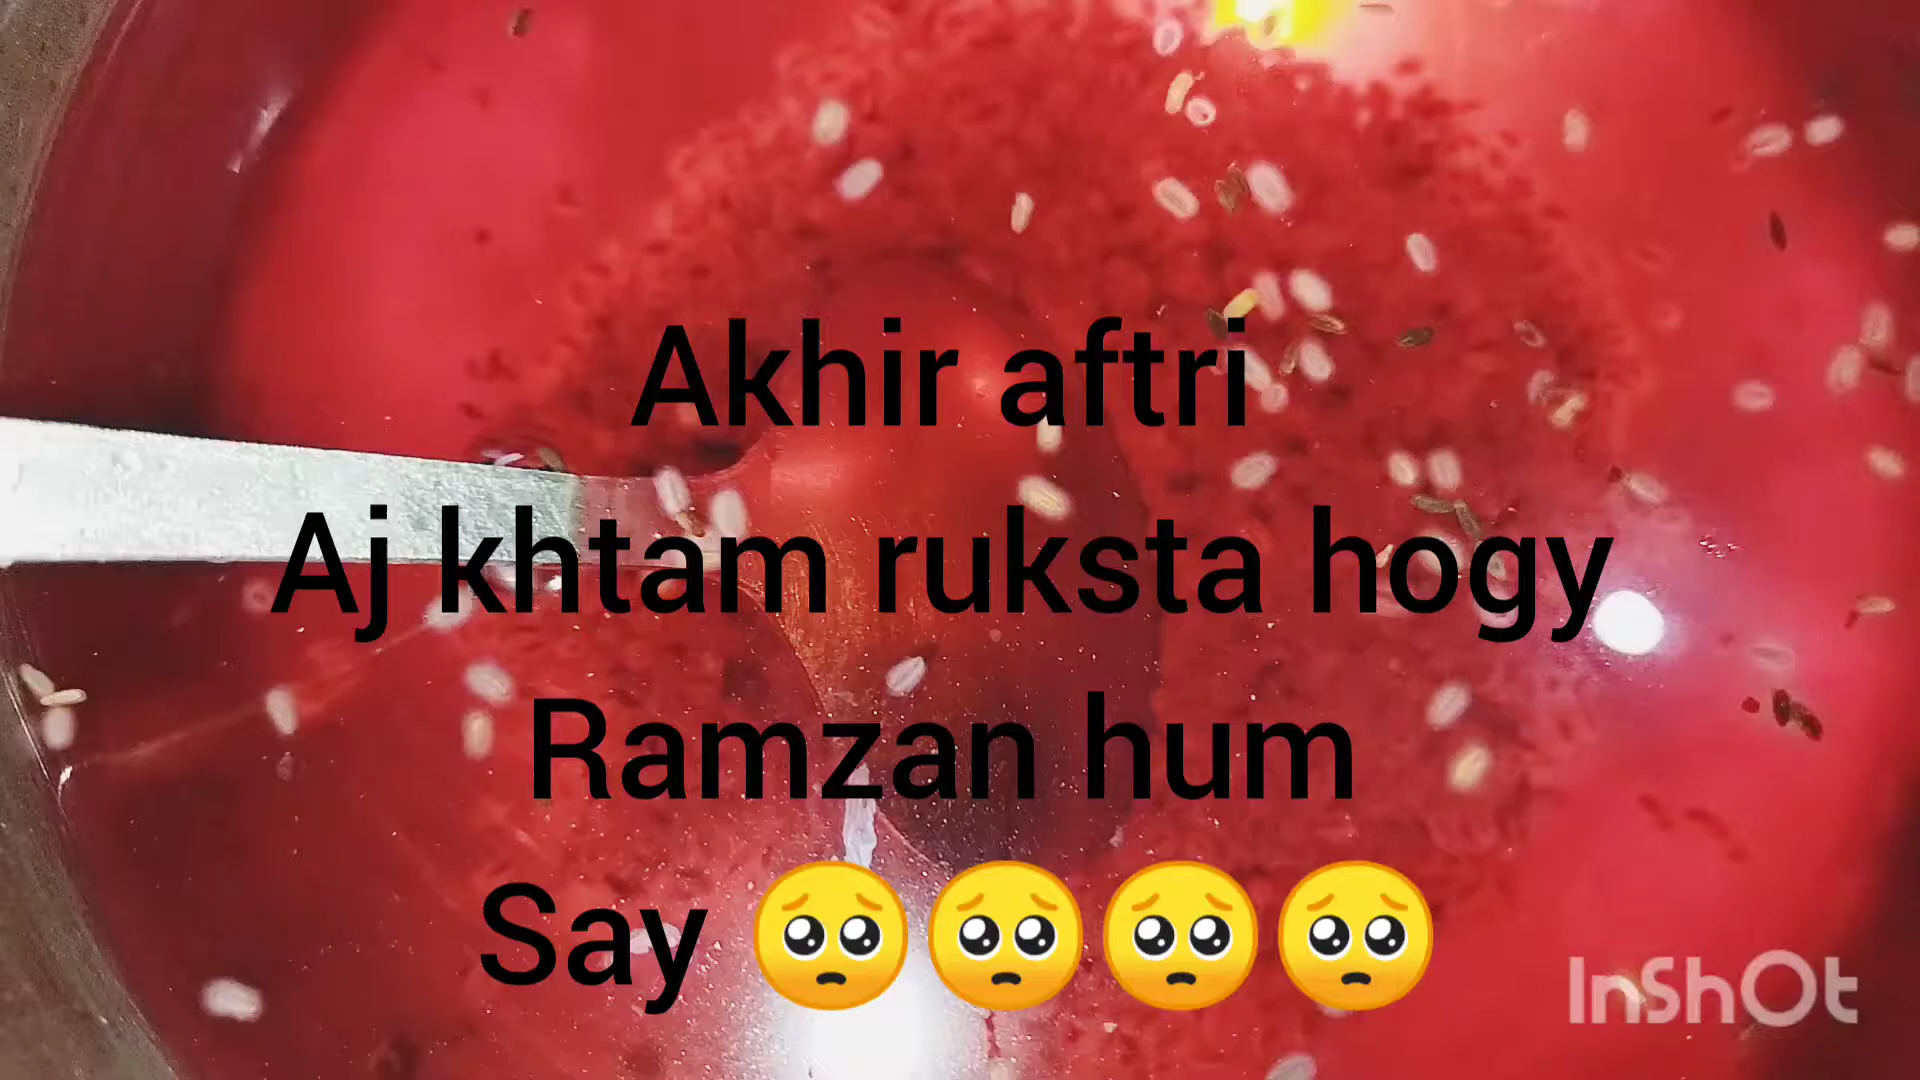 Akhir aftri
Aj khtam ruksta hogy
Ramzan hum
Say 🥺🥺🥺🥺
InShOt